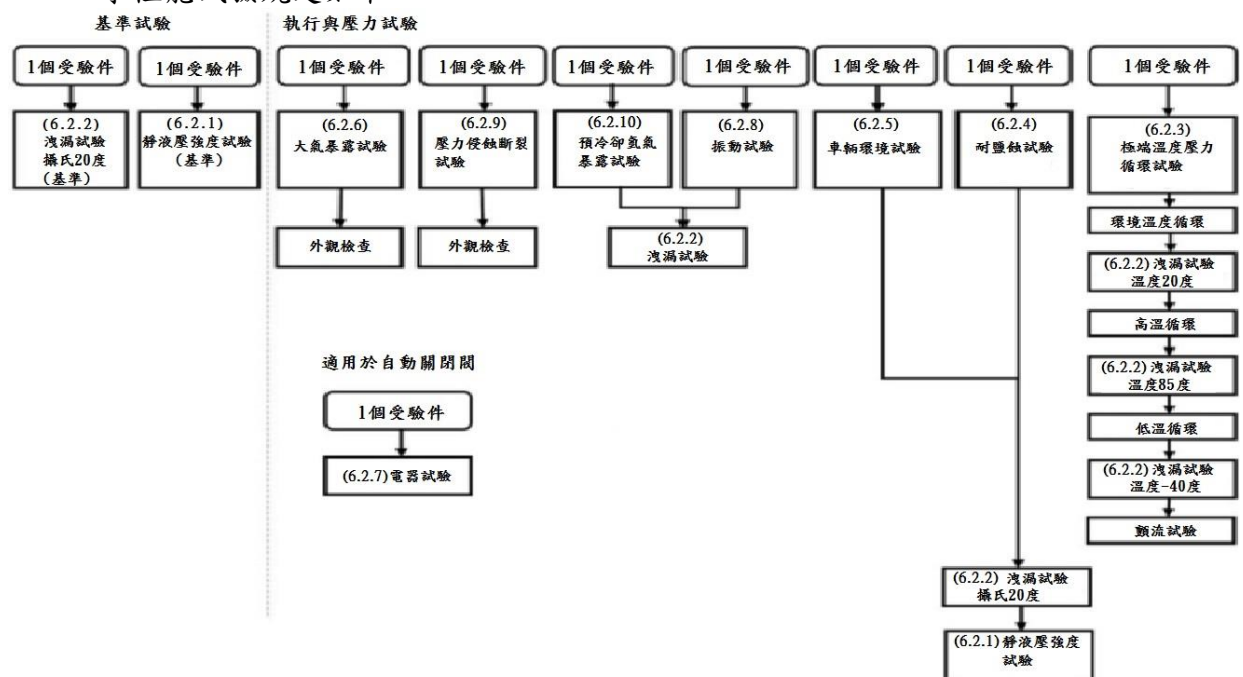 基準試驗
執行與壓力試驗
1個受驗件
1個受驗件
1個受驗件
1個受驗件
1個受驗件
1個受驗件
1個受驗件
1個受驗件
1個受驗件
(6.2.2)
洩漏試驗
攝氏20度
(基準)
(6.2.1)
靜液壓強度試驗
(基準)
(6.2.6)
大氣暴露試驗
(6.2.9)
壓力侵蝕斷裂
試驗
(6.2.10)
預冷卻氫氣
暴露試驗
(6.2.8)
振動試驗
(6.2.5)
車輛環境試驗
(6.2.4)
耐鹽蝕試驗
(6.2.3)
極端溫度壓力
循環試驗
外觀檢查
外觀檢查
(6.2.2)
洩漏試驗
環境溫度循環
(6.2.2)洩漏試驗
溫度20度
高溫循環
(6.2.2)洩漏試驗
溫度85度
低溫循環
(6.2.2)洩漏試驗
溫度-40度
顫流試驗
適用於自動關閉閥
1個受驗件
(6.2.7)電器試驗
(6.2.2) 洩漏試驗
攝氏20度
(6.2.1)靜液壓強度
試驗